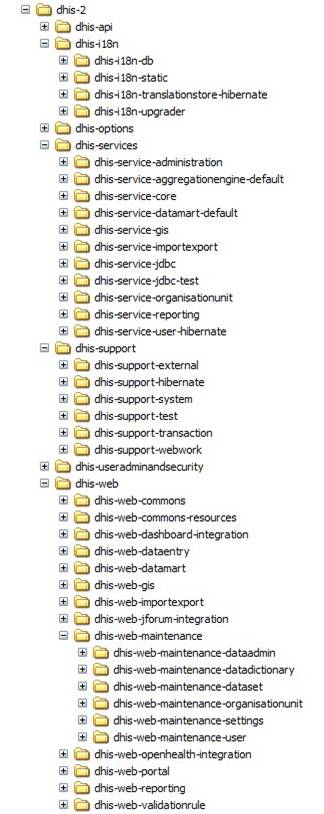 dhis-2
dhis-api
dhis-i18n
dhis-i18n-db
dhis-i18n-static
dhis-i18n-translationstore-hibernate
dhis-i18n-upgrader
dhis-options
dhis-services
dhis-service-administration
dhis-service-aggregationengine-default
dhis-service-core
dhis-service-datamart-default
dhis-service-gis
dhis-service-importexport
dhis-service-jdbc
dhis-service-jdbc-test
dhis-service-organisationunit
dhis-service-reporting
dhis-service-user-hibernate
dhis-support
dhis-support-external
dhis-support-hibernate
dhis-support-system
dhis-support-test
dhis-support-transaction
dhis-support-webwork
dhis-useradminandsecurity
dhis-web
dhis-web-commons
dhis-web-commons-resources
dhis-web-dashboard-integration
dhis-web-dataentry
dhis-web-datamart
dhis-web-gis
dhis-web-importexport
dhis-web-jforum-integration
dhis-web-maintenance
dhis-web-maintenance-dataadmin
dhis-web-maintenance-datadictionary
dhis-web-maintenance-dataset
dhis-web-maintenance-organisationunit
dhis-web-maintenance-settings
dhis-web-maintenance-user
dhis-web-openhealth-integration
dhis-web-portal
dhis-web-reporting
dhis-web-validationrule